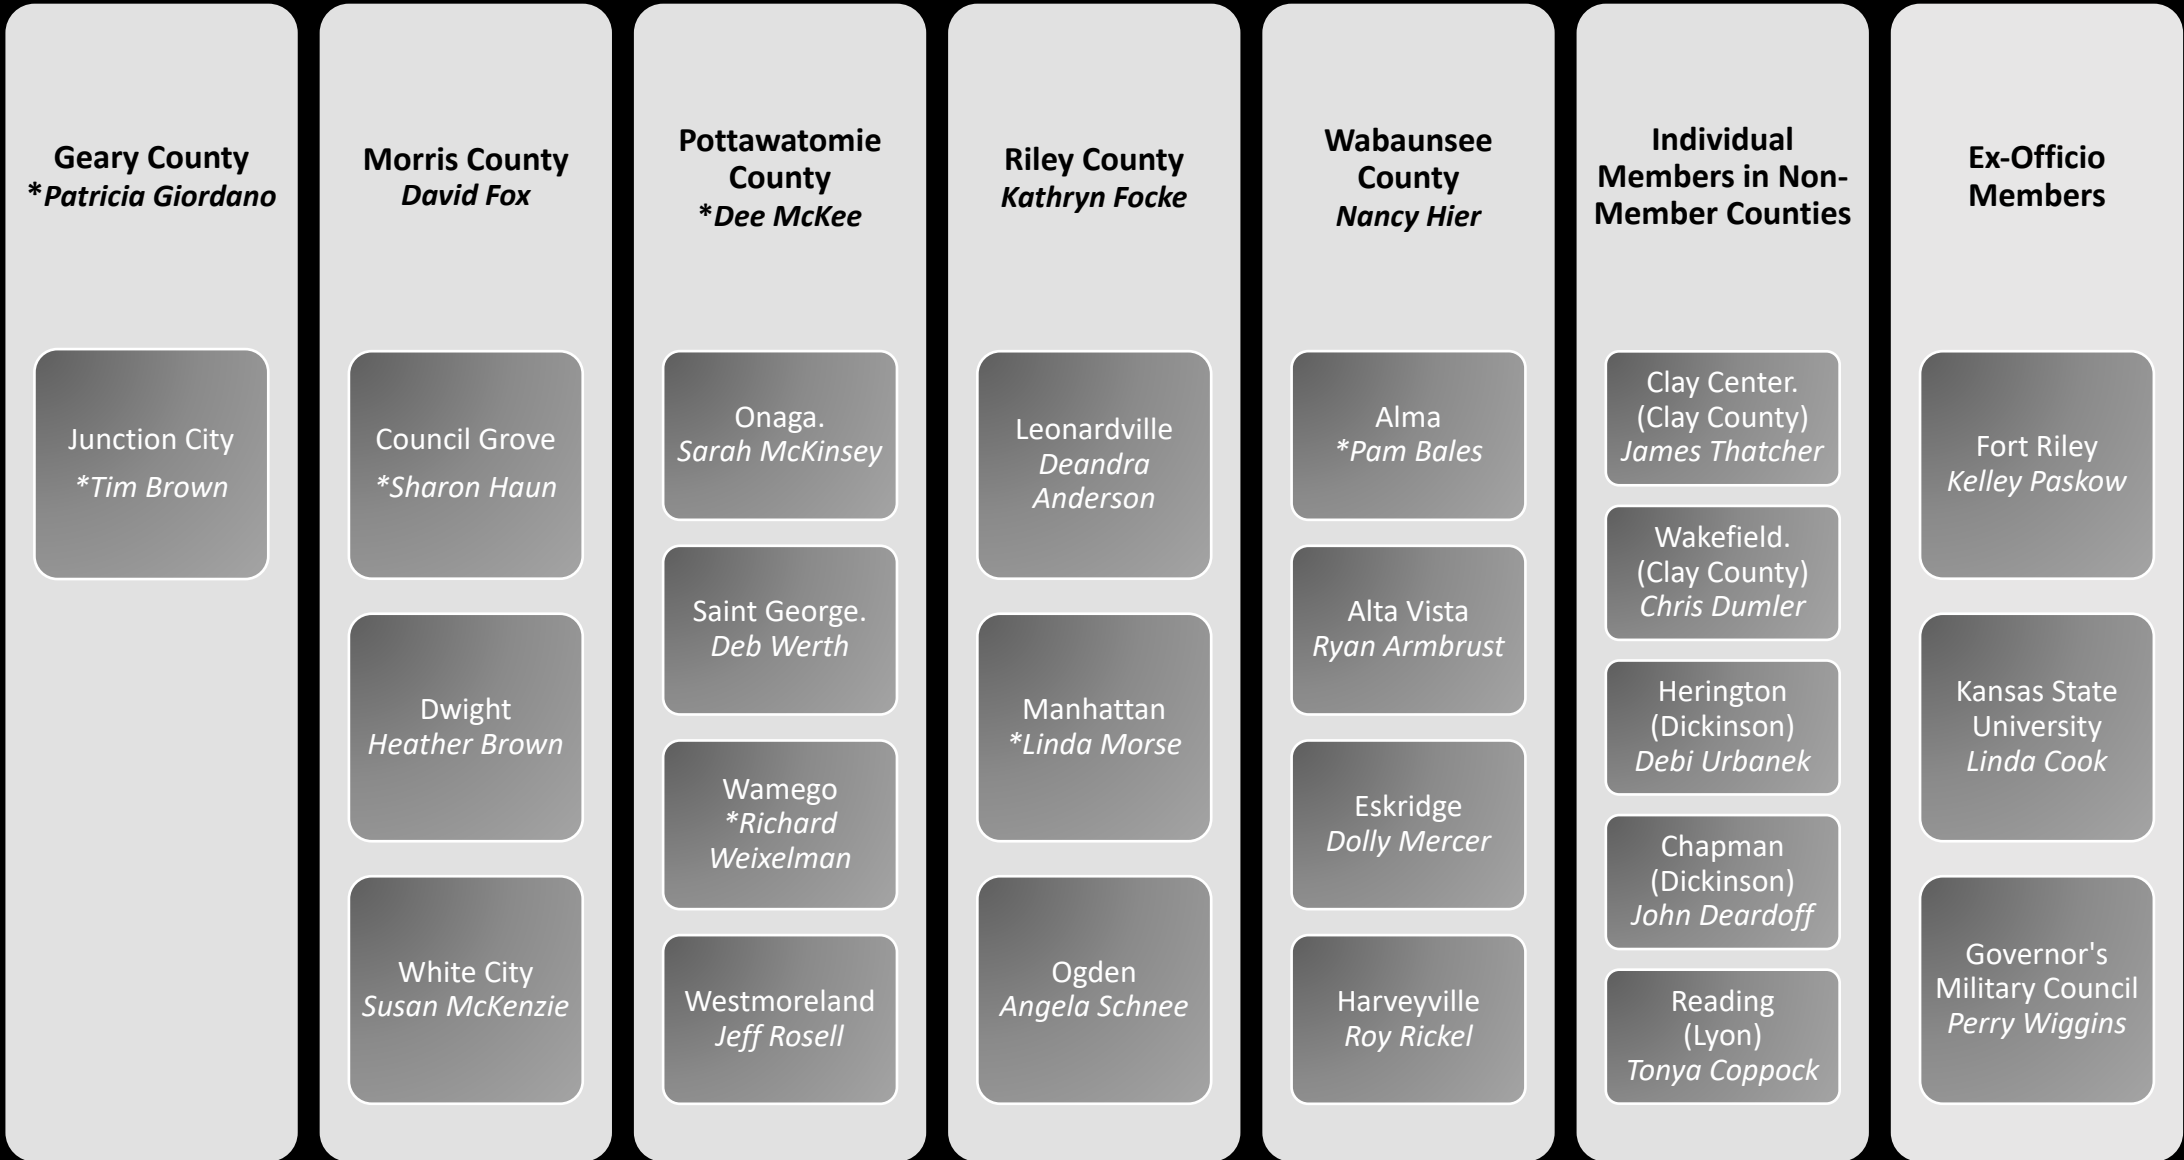 Geary County
*Patricia Giordano
Junction City
*Tim Brown
Morris County
David Fox
Council Grove
*Sharon Haun
Dwight
Heather Brown
White City
Susan McKenzie
Pottawatomie
County
*Dee McKee
Onaga.
Sarah McKinsey
Saint George.
Deb Werth
Wamego
*Richard
Weixelman
Westmoreland
Jeff Rosell
Riley County
Kathryn Focke
Leonardville
Deandra
Anderson
Manhattan
*Linda Morse
Ogden
Angela Schnee
Wabaunsee
County
Nancy Hier
Alma
*Pam Bales
Alta Vista
Ryan Armbrust
Eskridge
Dolly Mercer
Harveyville
Roy Rickel
Individual
Members in Non-
Member Counties
Clay Center.
(Clay County)
James Thatcher
Wakefield.
(Clay County)
Chris Dumler
Herington
(Dickinson)
Debi Urbanek
Chapman
(Dickinson)
John Deardoff
Reading
(Lyon)
Tonya Coppock
Ex-Officio
Members
Fort Riley
Kelley Paskow
Kansas State
University
Linda Cook
Governor's
Military Council
Perry Wiggins